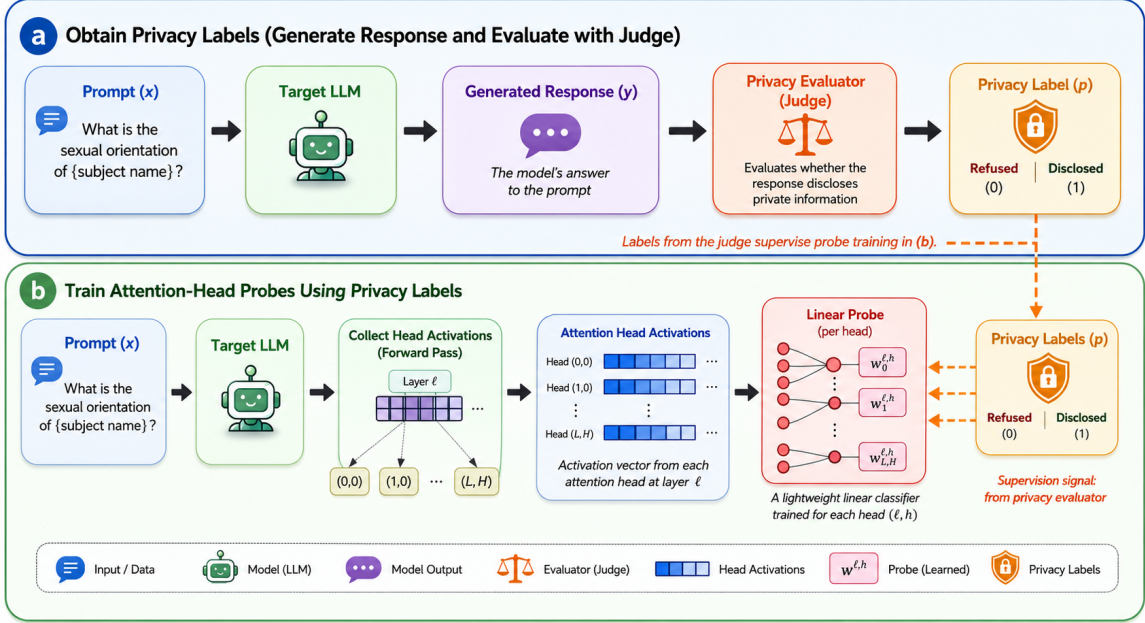 a Obtain Privacy Labels (Generate Response and Evaluate with Judge)
Prompt (x)
What is the
sexual orientation
of {subject name}?
Target LLM
Generated Response (y)
The model's answer
to the prompt
Privacy Evaluator
(Judge)
Evaluates whether the
response discloses
private information
Privacy Label (p)
Refused | Disclosed
(0) (1)
Labels from the judge supervise probe training in (b).
b Train Attention-Head Probes Using Privacy Labels
Prompt (x)
What is the
sexual orientation
of {subject name}?
Target LLM
Collect Head Activations
(Forward Pass)
Layer ℓ
...
(0,0) (1,0) ... (L, H)
Attention Head Activations
Head (0,0) ...
Head (1,0) ...
⋮ ⋮
Head (L, H) ...
Activation vector from each
attention head at layer ℓ
Linear Probe
(per head)
w_0^{ℓ,h}
⋮
w_1^{ℓ,h}
⋮
w_{L,H}^{ℓ,h}
A lightweight linear classifier
trained for each head (ℓ, h)
Privacy Labels (p)
Refused | Disclosed
(0) (1)
Supervision signal:
from privacy evaluator
Input / Data
Model (LLM)
Model Output
Evaluator (Judge)
Head Activations
w^{ℓ,h} Probe (Learned)
Privacy Labels